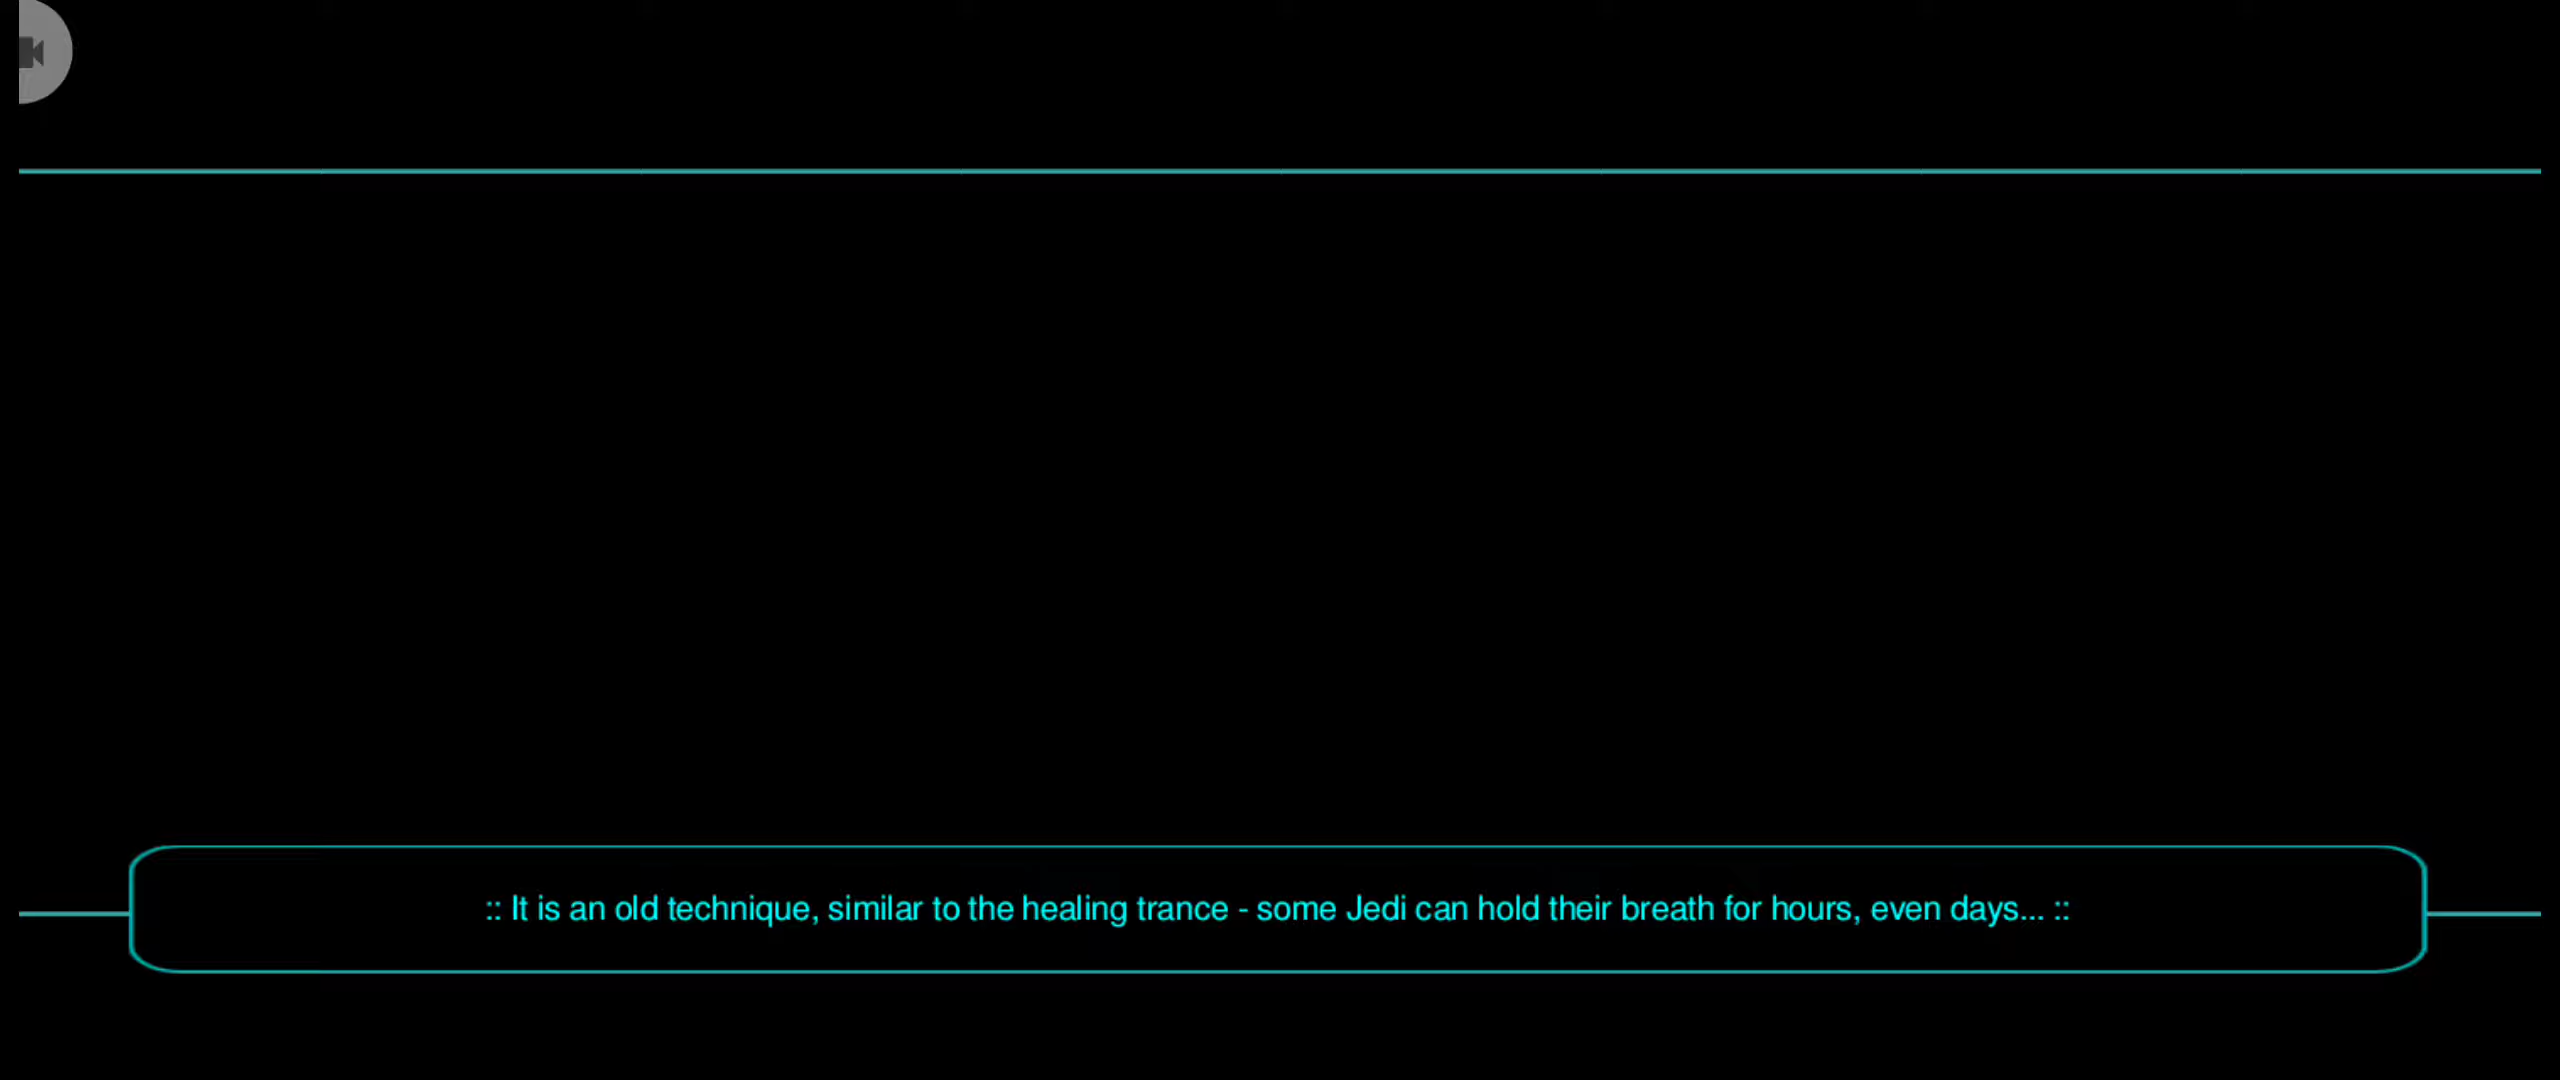 :: It is an old technique, similar to the healing trance - some Jedi can hold their breath for hours, even days... ::